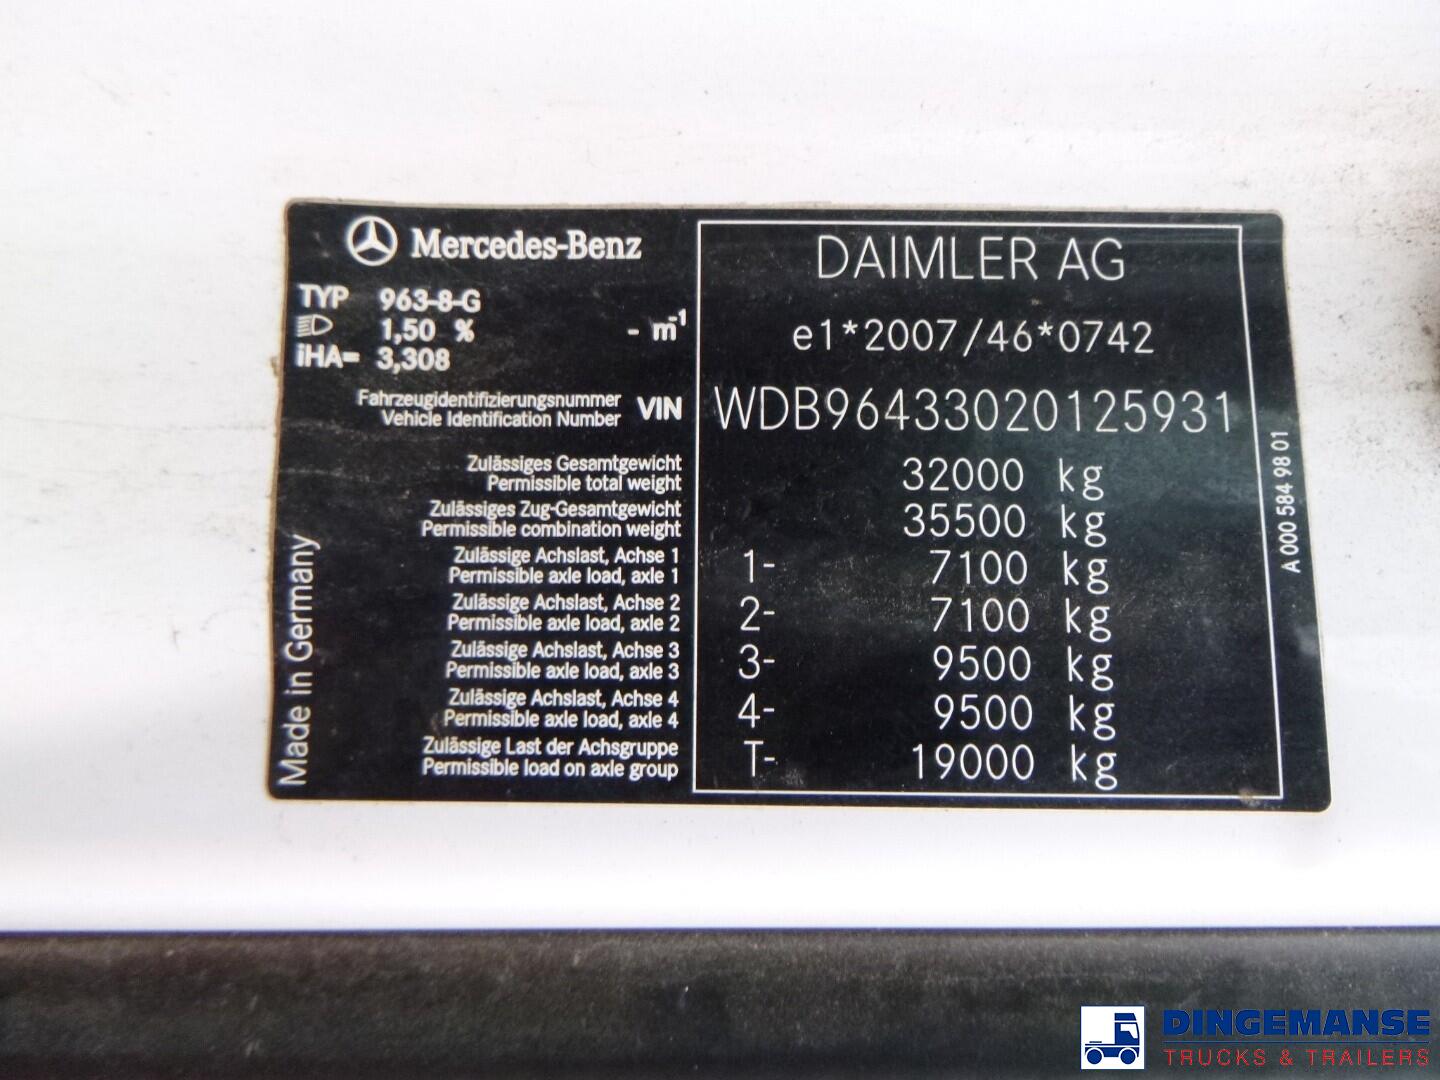 Mercedes-Benz
TYP 963-8-G
1,50 % - m-1
iHA= 3,308
DAIMLER AG
e1*2007/46*0742
Fahrzeugidentifizierungsnummer
Vehicle Identification Number
VIN WDB96433020125931
Zulässiges Gesamtgewicht
Permissible total weight
32000 kg
Zulässiges Zug-Gesamtgewicht
Permissible combination weight
35500 kg
Zulässige Achslast, Achse 1
Permissible axle load, axle 1
1- 7100 kg
Zulässige Achslast, Achse 2
Permissible axle load, axle 2
2- 7100 kg
Zulässige Achslast, Achse 3
Permissible axle load, axle 3
3- 9500 kg
Zulässige Achslast, Achse 4
Permissible axle load, axle 4
4- 9500 kg
Zulässige Last der Achsgruppe
Permissible load on axle group
T- 19000 kg
Made in Germany
A 000 584 98 01
DINGEMANSE
TRUCKS & TRAILERS